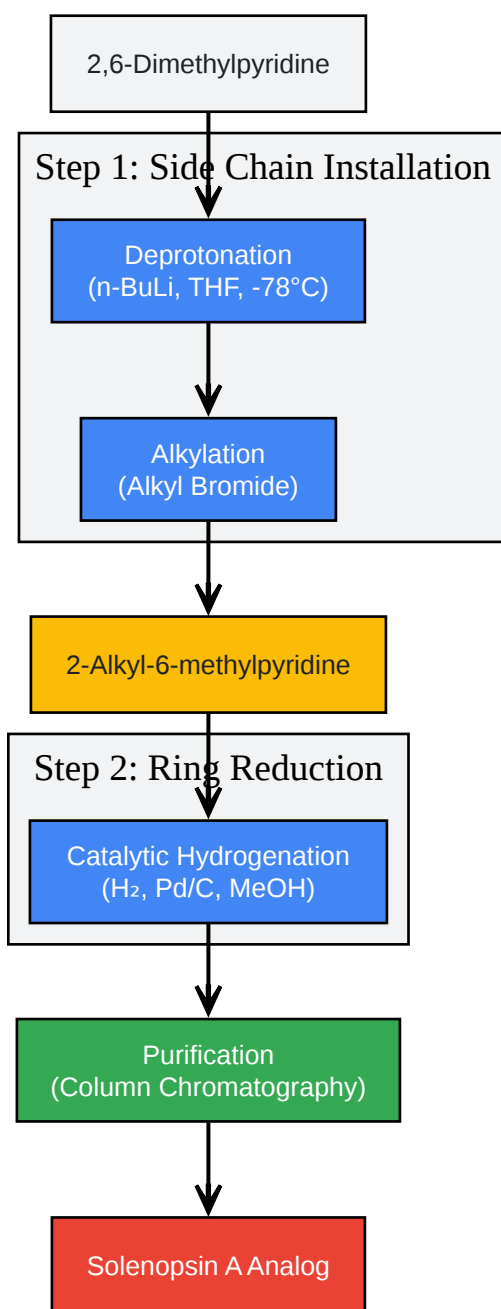 2,6-Dimethylpyridine
Step 1: Side Chain Installation
Deprotonation
(n-BuLi, THF, -78°C)
Alkylation
(Alkyl Bromide)
2-Alkyl-6-methylpyridine
Step 2: Ring Reduction
Catalytic Hydrogenation
(H₂, Pd/C, MeOH)
Purification
(Column Chromatography)
Solenopsin A Analog